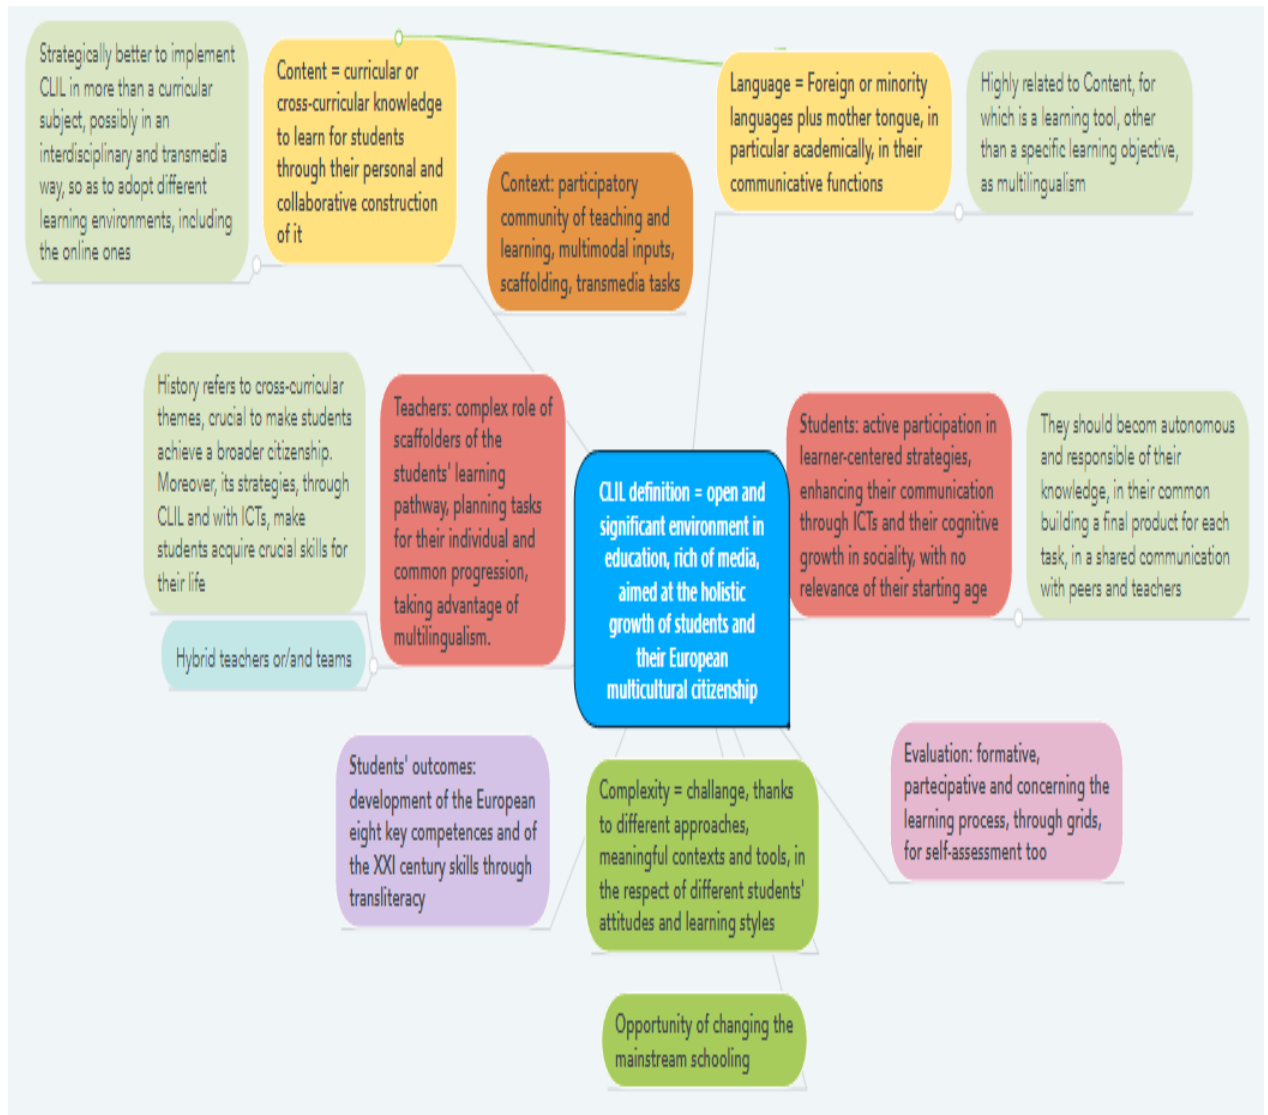 Strategically better to implement
CLIL in more than a curricular
subject, possibly in an
interdisciplinary and transmedia
way, so as to adopt different
learning environments, including
the online ones
Content = curricular or
cross-curricular knowledge
to learn for students
through their personal and
collaborative construction
of it
Context: participatory
community of teaching and
learning, multimodal inputs,
scaffolding, transmedia tasks
Language = Foreign or minority
languages plus mother tongue, in
particular academically, in their
communicative functions
Highly related to Content, for
which is a learning tool, other
than a specific learning objective,
as multilingualism
History refers to cross-curricular
themes, crucial to make students
achieve a broader citizenship.
Moreover, its strategies, through
CLIL and with ICTs, make
students acquire crucial skills for
their life
Hybrid teachers or/and teams
Teachers: complex role of
scaffolders of the
students' learning
pathway, planning tasks
for their individual and
common progression,
taking advantage of
multilingualism.
CLIL definition = open and
significant environment in
education, rich of media,
aimed at the holistic
growth of students and
their European
multicultural citizenship
Students: active participation in
learner-centered strategies,
enhancing their communication
through ICTs and their cognitive
growth in sociality, with no
relevance of their starting age
They should becom autonomous
and responsible of their
knowledge, in their common
building a final product for each
task, in a shared communication
with peers and teachers
Students' outcomes:
development of the European
eight key competences and of
the XXI century skills through
transliteracy
Complexity = challange, thanks
to different approaches,
meaningful contexts and tools, in
the respect of different students'
attitudes and learning styles
Evaluation: formative,
partecipative and concerning the
learning process, through grids,
for self-assessment too
Opportunity of changing the
mainstream schooling